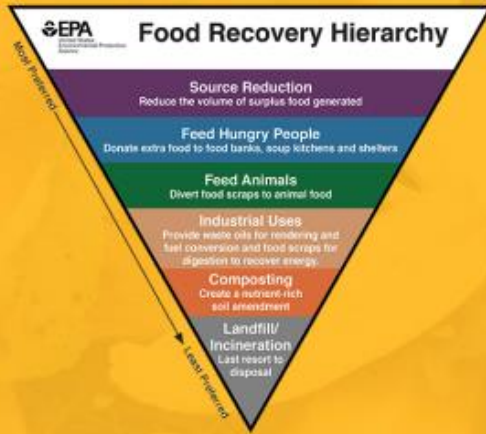 EPA
United States
Environmental Protection
Agency
Food Recovery Hierarchy
Most Preferred
Source Reduction
Reduce the volume of surplus food generated
Feed Hungry People
Donate extra food to food banks, soup kitchens and shelters
Feed Animals
Divert food scraps to animal food
Industrial Uses
Provide waste oils for rendering and
fuel conversion and food scraps for
digestion to recover energy.
Composting
Create a nutrient-rich
soil amendment
Landfill/
Incineration
Last resort to
disposal
Least Preferred